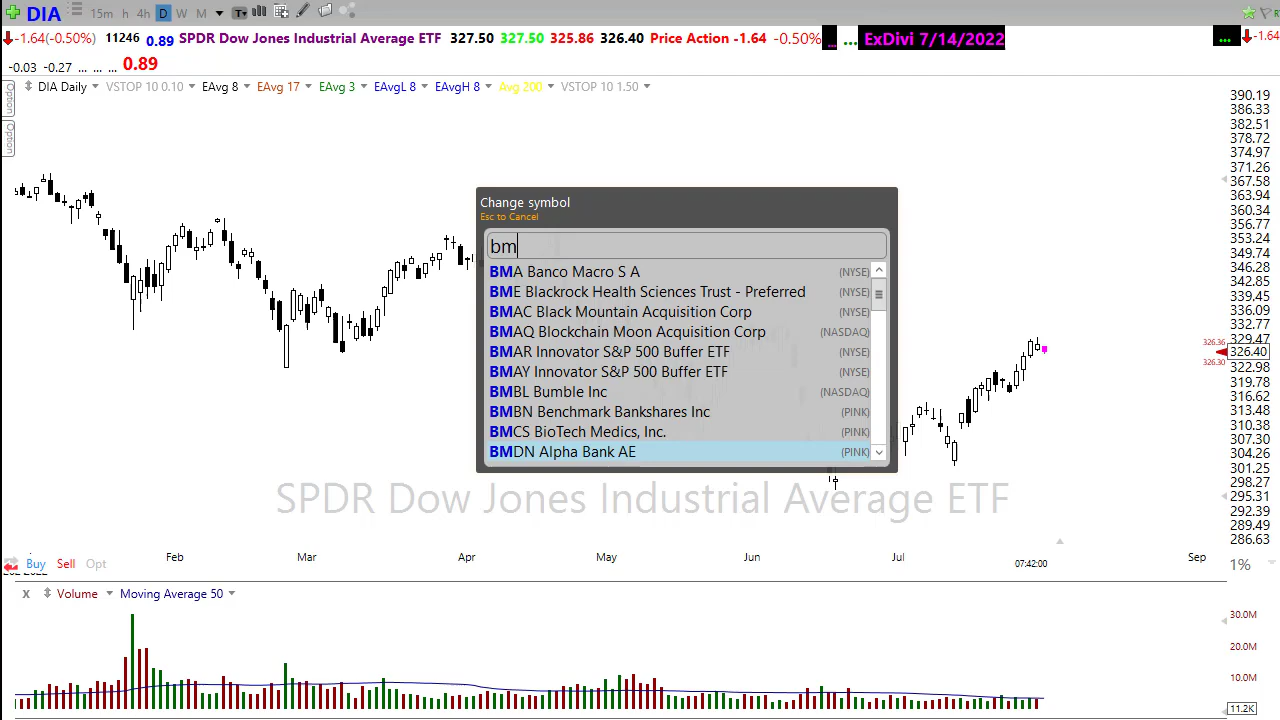 DIA 15m h 4h D W M T
-1.64(-0.50%) 11246 0.89 SPDR Dow Jones Industrial Average ETF 327.50 327.50 325.86 326.40 Price Action -1.64 -0.50% ... ... ExDivi 7/14/2022 ... -1.64
-0.03 -0.27 ... ... ... 0.89
Option
Option
DIA Daily VSTOP 10 0.10 EAvg 8 EAvg 17 EAvg 3 EAvgL 8 EAvgH 8 Avg 200 VSTOP 10 1.50
390.19
386.33
382.51
378.72
374.97
371.26
367.58
363.94
360.34
356.77
353.24
349.74
346.28
342.85
339.45
336.09
332.77
329.47
326.36
326.40
326.30
322.98
319.78
316.62
313.48
310.38
307.30
304.26
301.25
298.27
295.31
292.39
289.49
286.63
Change symbol
Esc to Cancel
bm
BMA Banco Macro S A (NYSE)
BME Blackrock Health Sciences Trust - Preferred (NYSE)
BMAC Black Mountain Acquisition Corp (NYSE)
BMAQ Blockchain Moon Acquisition Corp (NASDAQ)
BMAR Innovator S&P 500 Buffer ETF (NYSE)
BMAY Innovator S&P 500 Buffer ETF (NYSE)
BMBL Bumble Inc (NASDAQ)
BMBN Benchmark Bankshares Inc (PINK)
BMCS BioTech Medics, Inc. (PINK)
BMDN Alpha Bank AE (PINK)
SPDR Dow Jones Industrial Average ETF
Feb Mar Apr May Jun Jul Sep
Buy Sell Opt 07:42:00 1%
X Volume Moving Average 50
30.0M
20.0M
10.0M
11.2K